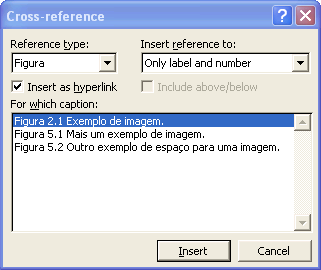 Cross-reference
Reference type: Insert reference to:
Figura Only label and number
Insert as hyperlink Include above/below
For which caption:
Figura 2.1 Exemplo de imagem.
Figura 5.1 Mais um exemplo de imagem.
Figura 5.2 Outro exemplo de espaço para uma imagem.
Insert Cancel